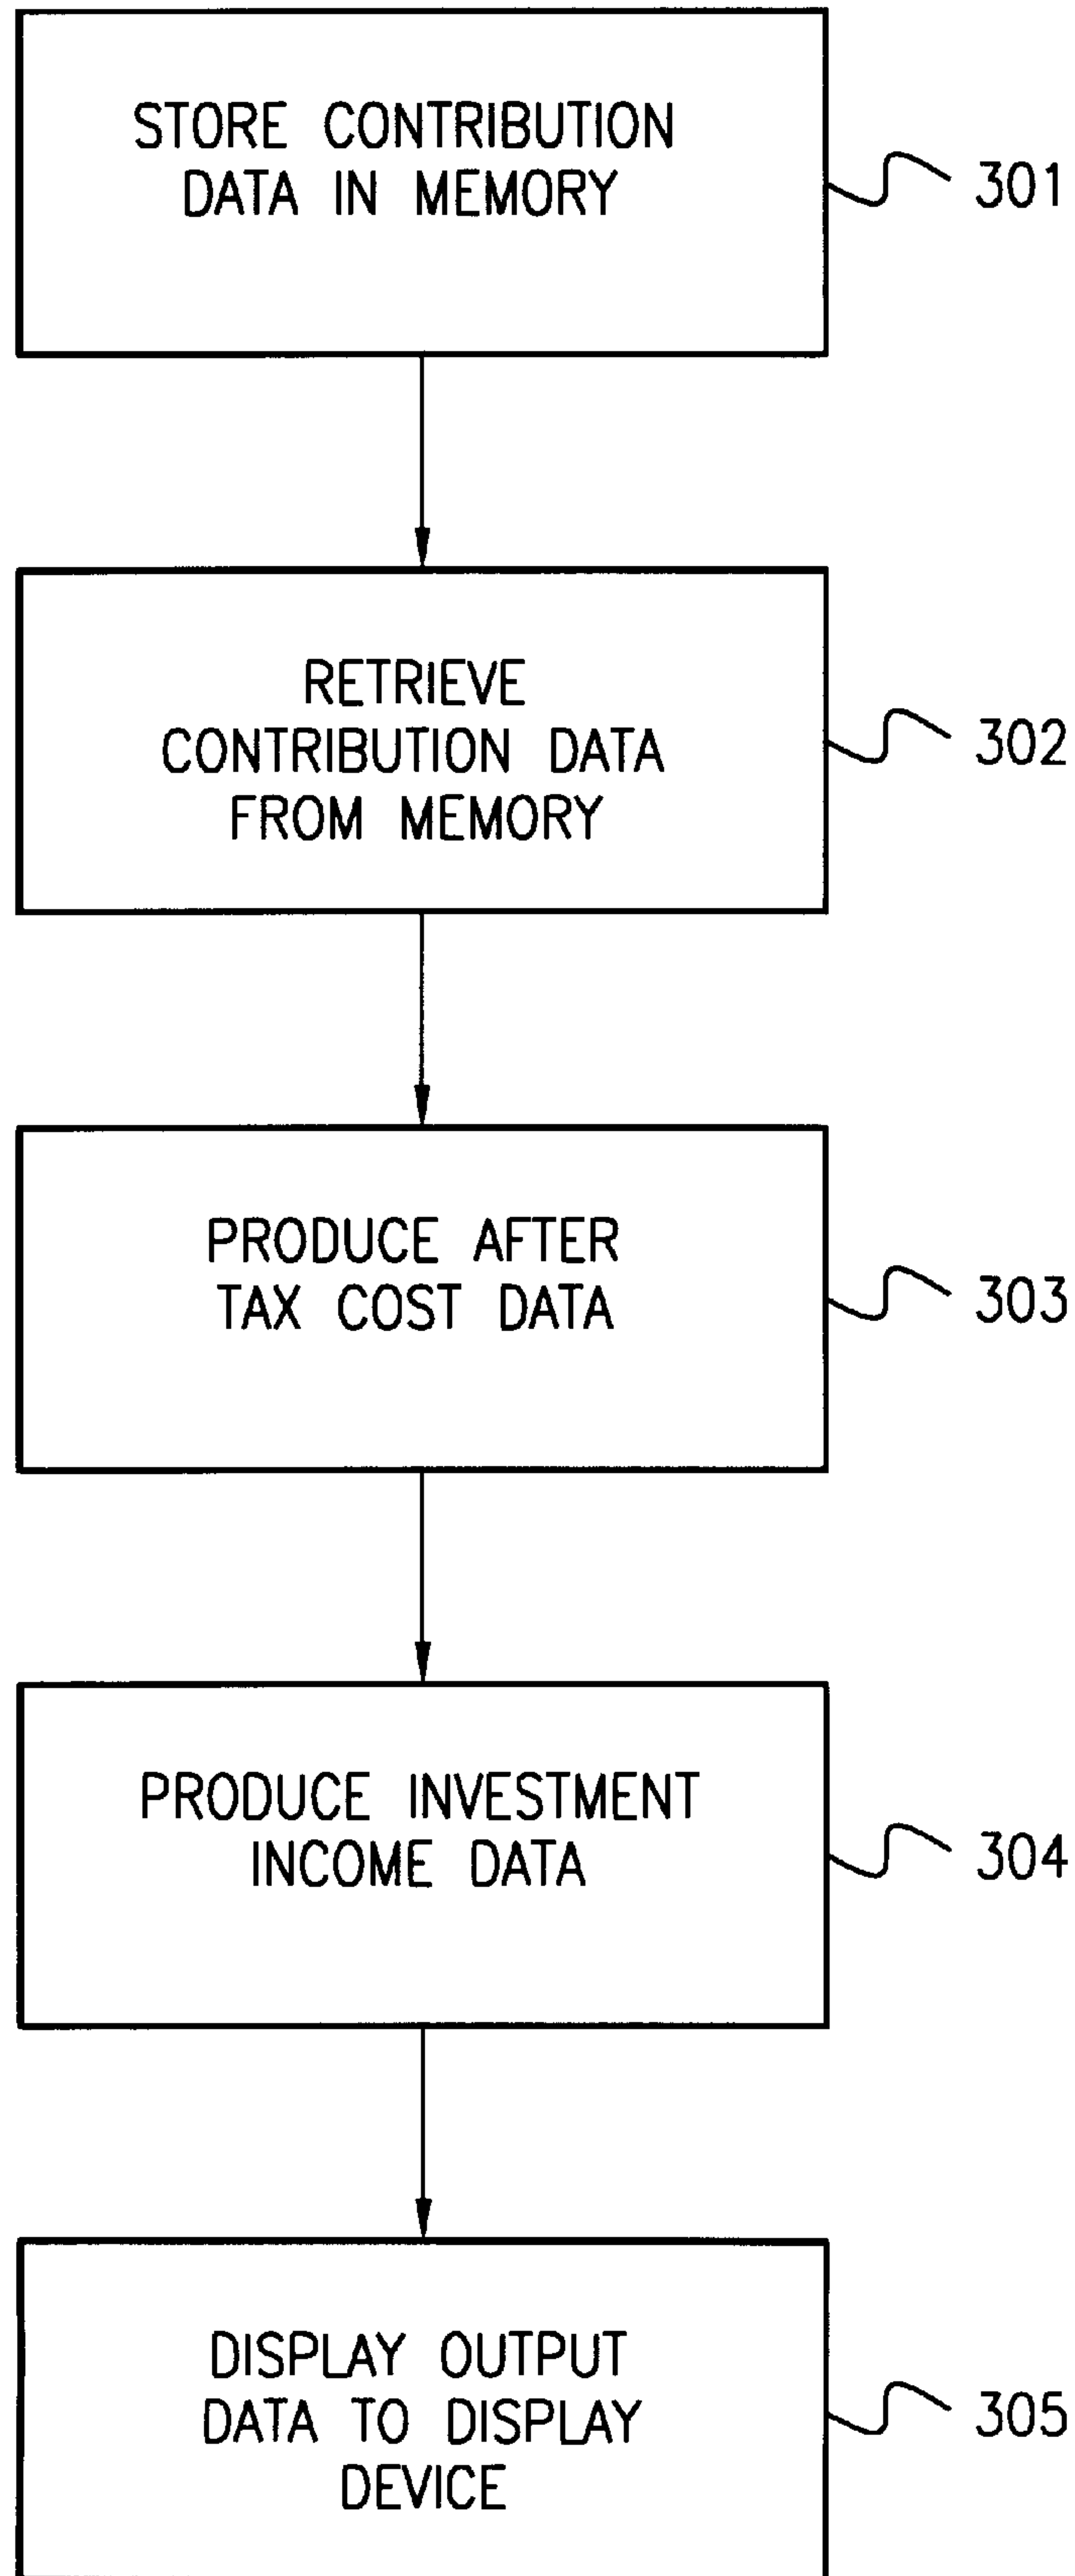 STORE CONTRIBUTION
DATA IN MEMORY
301
RETRIEVE
CONTRIBUTION DATA
FROM MEMORY
302
PRODUCE AFTER
TAX COST DATA
303
PRODUCE INVESTMENT
INCOME DATA
304
DISPLAY OUTPUT
DATA TO DISPLAY
DEVICE
305